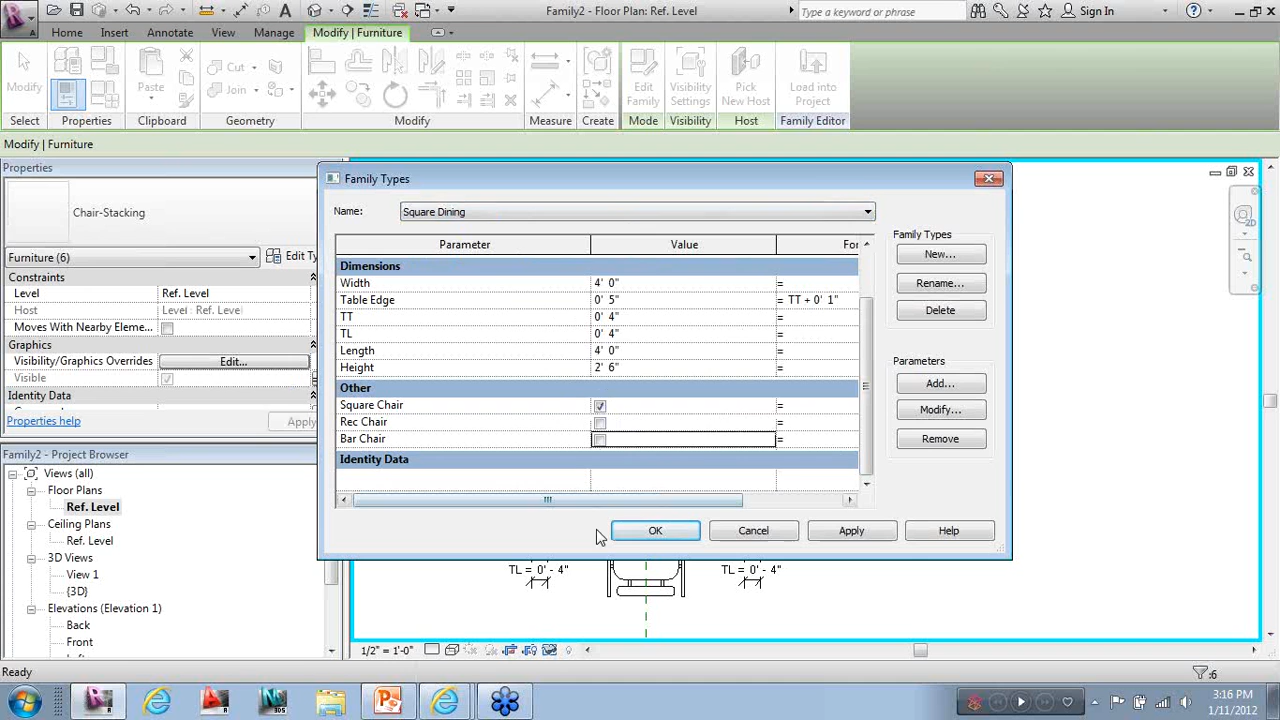 Family2 - Floor Plan: Ref. Level
Type a keyword or phrase
Sign In
Home
Insert
Annotate
View
Manage
Modify | Furniture
Modify
Paste
Cut
Join
Edit
Family
Visibility
Settings
Pick
New Host
Load into
Project
Select
Properties
Clipboard
Geometry
Modify
Measure
Create
Mode
Visibility
Host
Family Editor
Modify | Furniture
Properties
Chair-Stacking
Furniture (6)
Edit Ty
Constraints
Level
Ref. Level
Host
Level : Ref. Level
Moves With Nearby Eleme...
Graphics
Visibility/Graphics Overrides
Edit...
Visible
Identity Data
Properties help
Apply
Family2 - Project Browser
Views (all)
Floor Plans
Ref. Level
Ceiling Plans
Ref. Level
3D Views
View 1
{3D}
Elevations (Elevation 1)
Back
Front
Family Types
Name:
Square Dining
Parameter
Value
For
Dimensions
Width
4' 0"
=
Table Edge
0' 5"
= TT + 0' 1"
TT
0' 4"
=
TL
0' 4"
=
Length
4' 0"
=
Height
2' 6"
=
Other
Square Chair
=
Rec Chair
=
Bar Chair
=
Identity Data
Family Types
New...
Rename...
Delete
Parameters
Add...
Modify...
Remove
OK
Cancel
Apply
Help
TL = 0' - 4"
TL = 0' - 4"
2D
1/2" = 1'-0"
Ready
:6
3:16 PM
1/11/2012